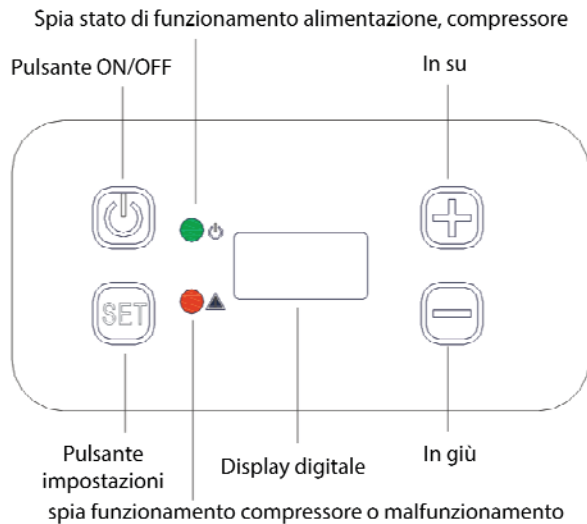 Spia stato di funzionamento alimentazione, compressore
Pulsante ON/OFF
In su
SET
Pulsante
impostazioni
Display digitale
In giù
spia funzionamento compressore o malfunzionamento